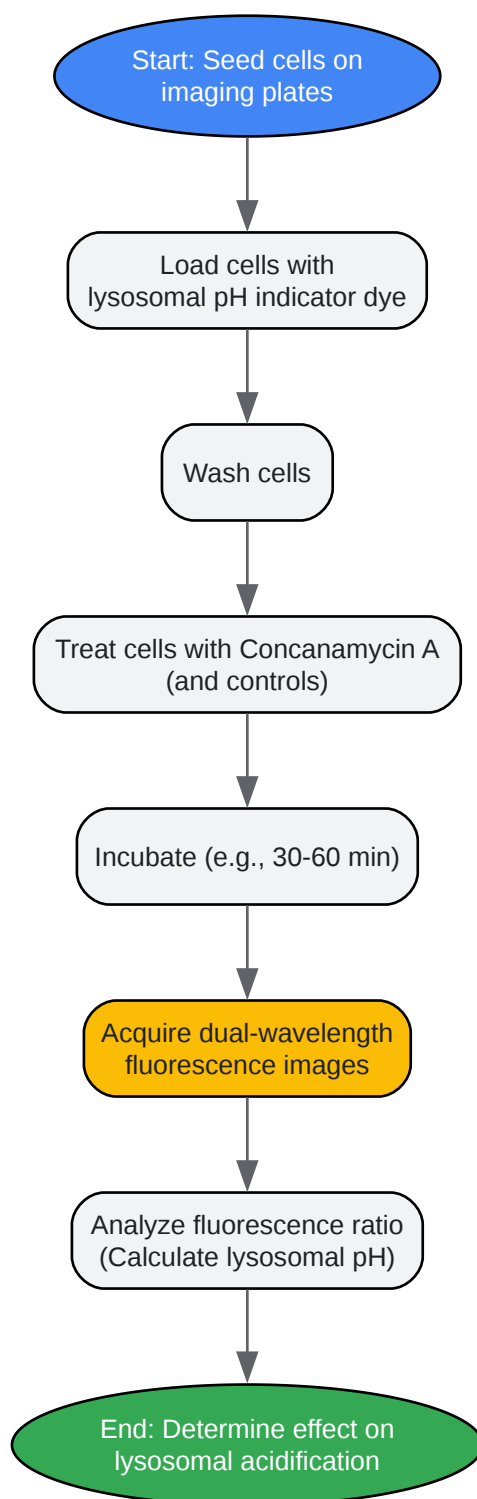 Start: Seed cells on
imaging plates
Load cells with
lysosomal pH indicator dye
Wash cells
Treat cells with Concanamycin A
(and controls)
Incubate (e.g., 30-60 min)
Acquire dual-wavelength
fluorescence images
Analyze fluorescence ratio
(Calculate lysosomal pH)
End: Determine effect on
lysosomal acidification